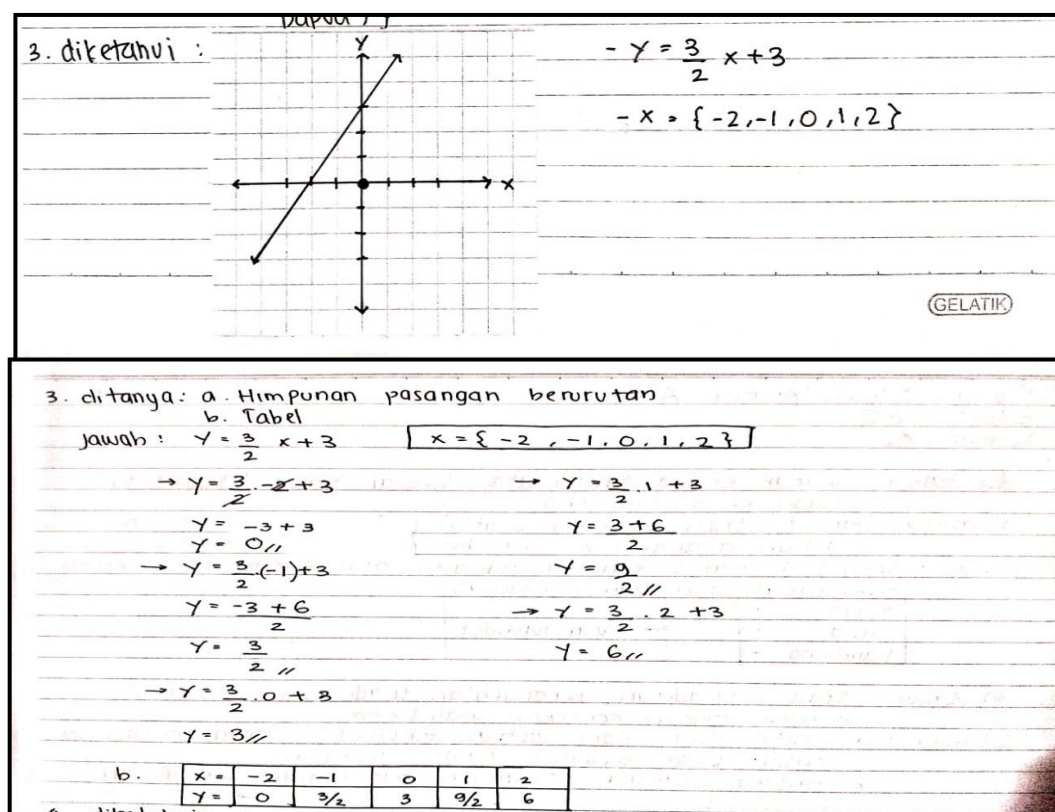 3. diketahui :
Y
X
- Y = 3/2 x + 3
- X = {-2,-1,0,1,2}
GELATIK
3. ditanya: a. Himpunan pasangan berurutan
b. Tabel
Jawab : Y = 3/2 x + 3
x = { -2 , -1, 0, 1, 2 }
→ Y = 3/2 . -2 + 3
Y = -3 + 3
Y = 0 //
→ Y = 3/2 .(-1)+3
Y = -3 + 6 / 2
Y = 3/2 //
→ Y = 3/2 . 0 + 3
Y = 3 //
→ Y = 3/2 . 1 + 3
Y = 3 + 6 / 2
Y = 9/2 //
→ Y = 3/2 . 2 + 3
Y = 6 //
b.
x = -2 -1 0 1 2
Y = 0 3/2 3 9/2 6